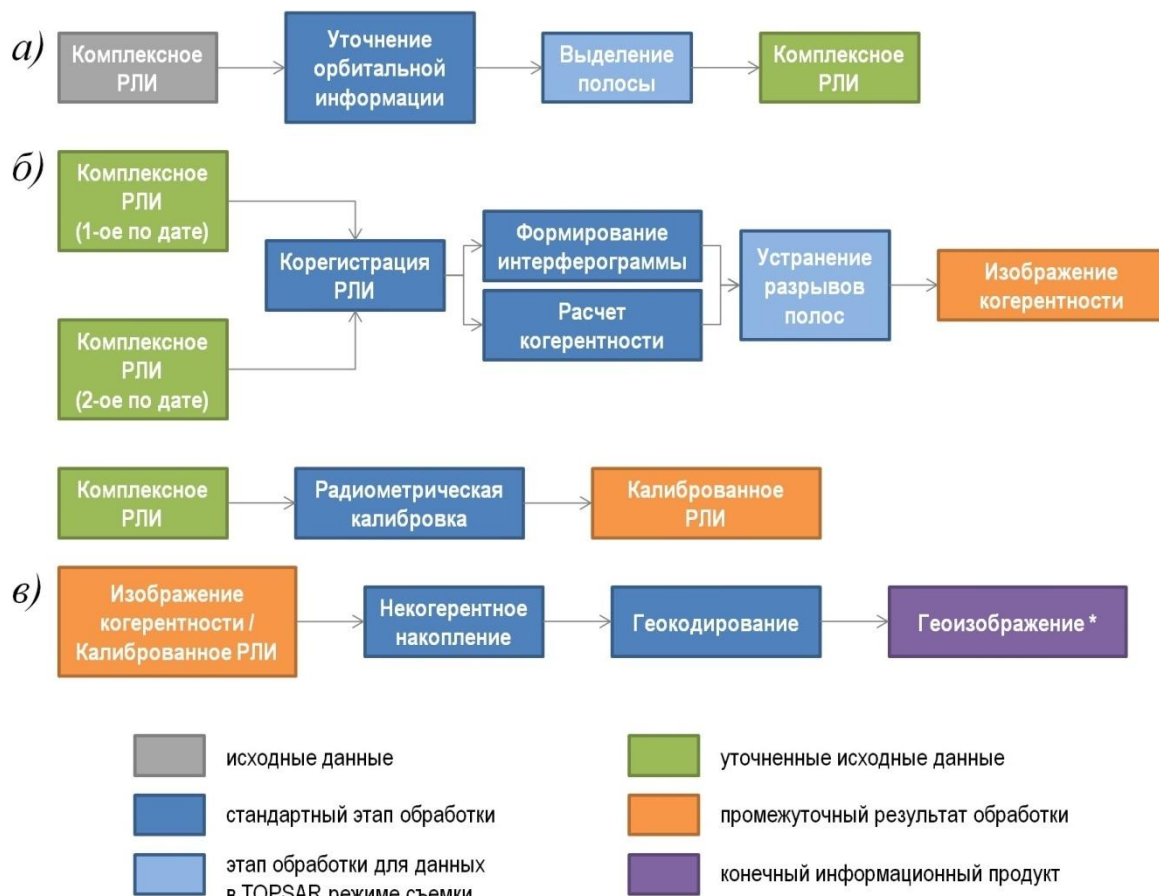 а)
Комплексное
РЛИ
Уточнение
орбитальной
информации
Выделение
полосы
Комплексное
РЛИ
б)
Комплексное
РЛИ
(1-ое по дате)
Комплексное
РЛИ
(2-ое по дате)
Корегистрация
РЛИ
Формирование
интерферограммы
Расчет
когерентности
Устранение
разрывов
полос
Изображение
когерентности
Комплексное
РЛИ
Радиометрическая
калибровка
Калиброванное
РЛИ
в)
Изображение
когерентности /
Калиброванное РЛИ
Некогерентное
накопление
Геокодирование
Геоизображение *
исходные данные
уточненные исходные данные
стандартный этап обработки
промежуточный результат обработки
этап обработки для данных
в TOPSAR режиме съемки
конечный информационный продукт